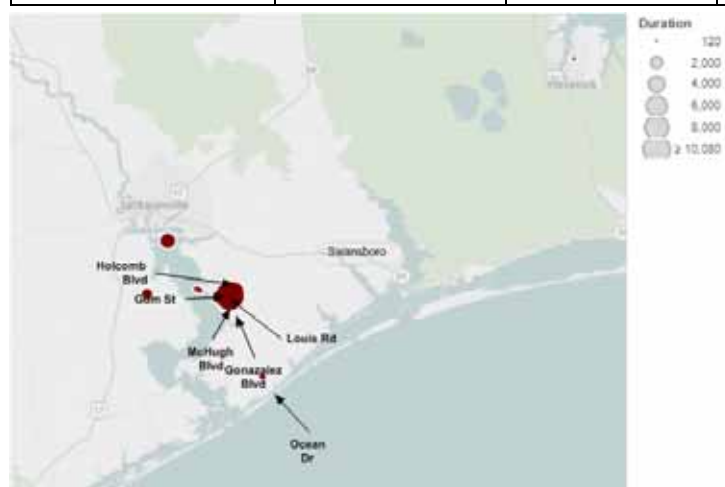 Duration
120
2,000
4,000
6,000
8,000
≥ 10,080
Jacksonville
Swansboro
Holcomb
Blvd
Gum St
Louis Rd
McHugh
Blvd
Gonazalez
Blvd
Ocean
Dr